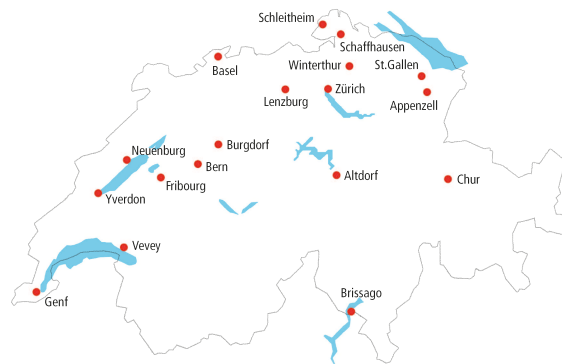 Schleitheim
Schaffhausen
Basel
Winterthur
St.Gallen
Lenzburg
Zürich
Appenzell
Neuenburg
Burgdorf
Bern
Fribourg
Altdorf
Chur
Yverdon
Vevey
Genf
Brissago